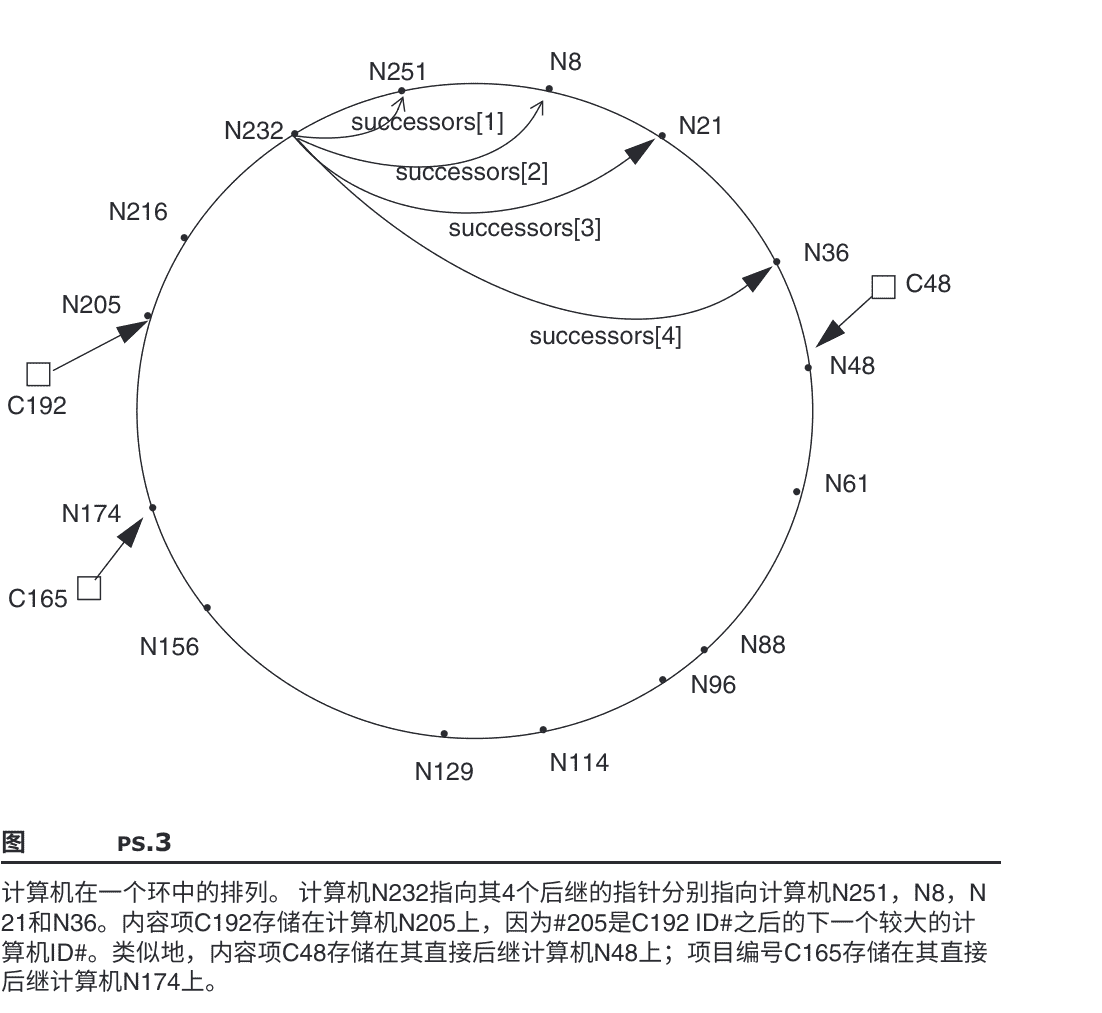 N8
N251
successors[1]
N21
N232
successors[2]
N216
successors[3]
N36
C48
N205
successors[4]
N48
C192
N61
N174
C165
N156
N88
N96
N129
N114
图 PS.3
计算机在一个环中的排列。 计算机N232指向其4个后继的指针分别指向计算机N251，N8，N
21和N36。内容项C192存储在计算机N205上，因为#205是C192 ID#之后的下一个较大的计
算机ID#。类似地，内容项C48存储在其直接后继计算机N48上；项目编号C165存储在其直接
后继计算机N174上。